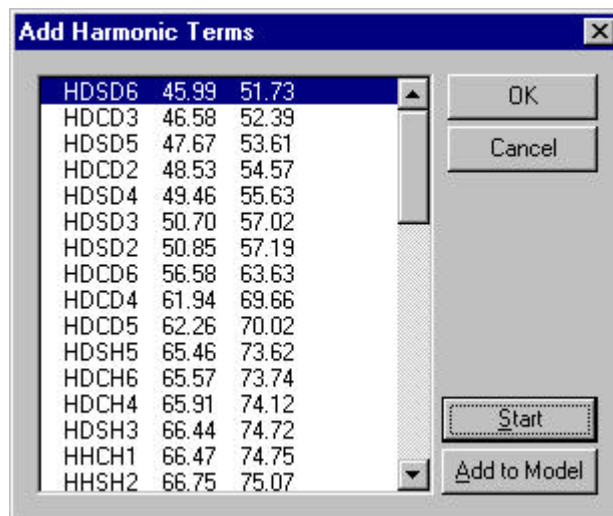 Add Harmonic Terms
HDSD6 45.99 51.73
HDCD3 46.58 52.39
HDSD5 47.67 53.61
HDCD2 48.53 54.57
HDSD4 49.46 55.63
HDSD3 50.70 57.02
HDSD2 50.85 57.19
HDCD6 56.58 63.63
HDCD4 61.94 69.66
HDCD5 62.26 70.02
HDSH5 65.46 73.62
HDCH6 65.57 73.74
HDCH4 65.91 74.12
HDSH3 66.44 74.72
HHCH1 66.47 74.75
HHSH2 66.75 75.07
OK
Cancel
Start
Add to Model